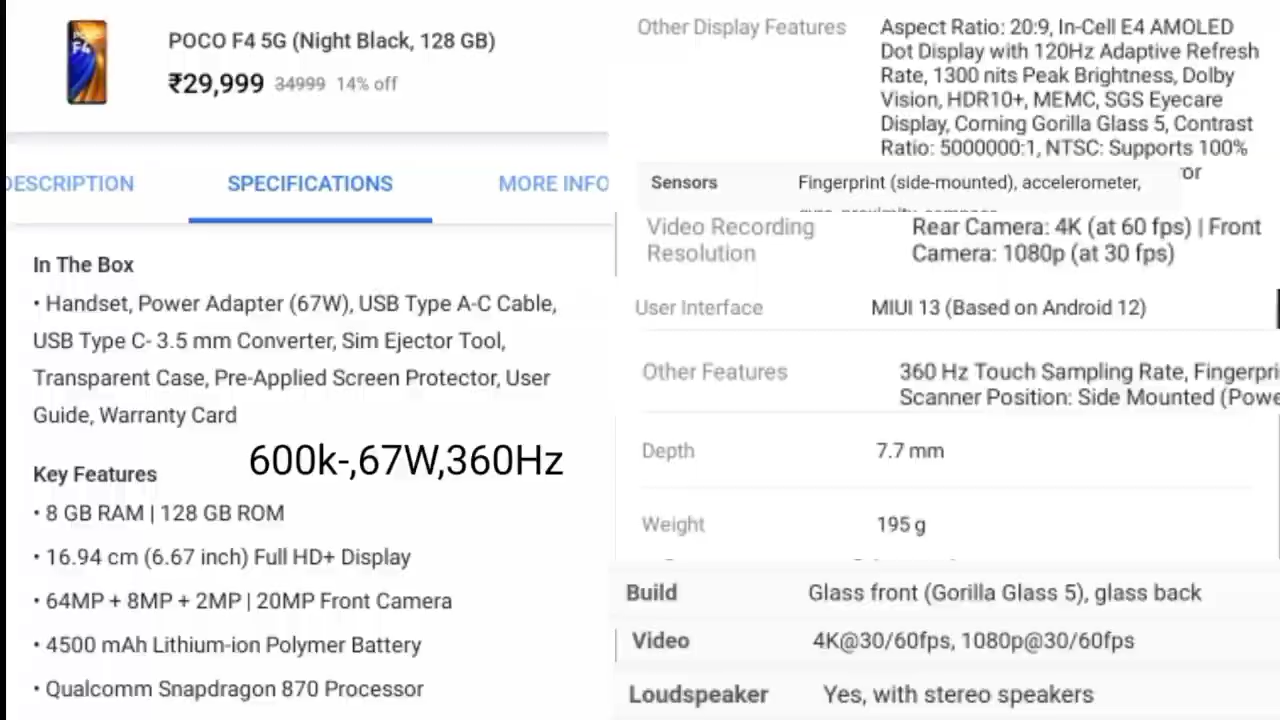 POCO F4 5G (Night Black, 128 GB)
₹29,999 34999 14% off
DESCRIPTION SPECIFICATIONS MORE INFO
In The Box
• Handset, Power Adapter (67W), USB Type A-C Cable,
USB Type C- 3.5 mm Converter, Sim Ejector Tool,
Transparent Case, Pre-Applied Screen Protector, User
Guide, Warranty Card
600k-,67W,360Hz
Key Features
• 8 GB RAM | 128 GB ROM
• 16.94 cm (6.67 inch) Full HD+ Display
• 64MP + 8MP + 2MP | 20MP Front Camera
• 4500 mAh Lithium-ion Polymer Battery
• Qualcomm Snapdragon 870 Processor
Other Display Features
Aspect Ratio: 20:9, In-Cell E4 AMOLED
Dot Display with 120Hz Adaptive Refresh
Rate, 1300 nits Peak Brightness, Dolby
Vision, HDR10+, MEMC, SGS Eyecare
Display, Corning Gorilla Glass 5, Contrast
Ratio: 5000000:1, NTSC: Supports 100%
Sensors Fingerprint (side-mounted), accelerometer,
Video Recording
Resolution
Rear Camera: 4K (at 60 fps) | Front
Camera: 1080p (at 30 fps)
User Interface MIUI 13 (Based on Android 12)
Other Features 360 Hz Touch Sampling Rate, Fingerpri
Scanner Position: Side Mounted (Powe
Depth 7.7 mm
Weight 195 g
Build Glass front (Gorilla Glass 5), glass back
Video 4K@30/60fps, 1080p@30/60fps
Loudspeaker Yes, with stereo speakers